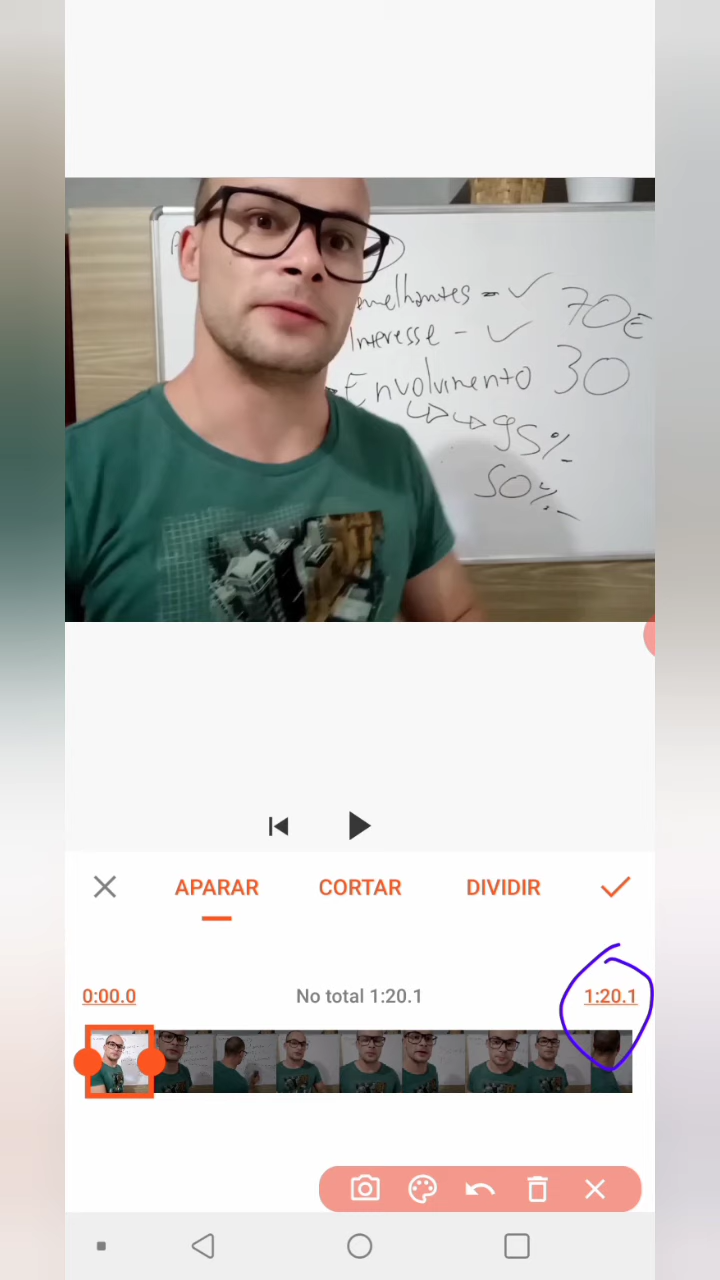 Interesse - ✓
70E
Envolvimento 30
95%
50%
APARAR CORTAR DIVIDIR
0:00.0 No total 1:20.1 1:20.1